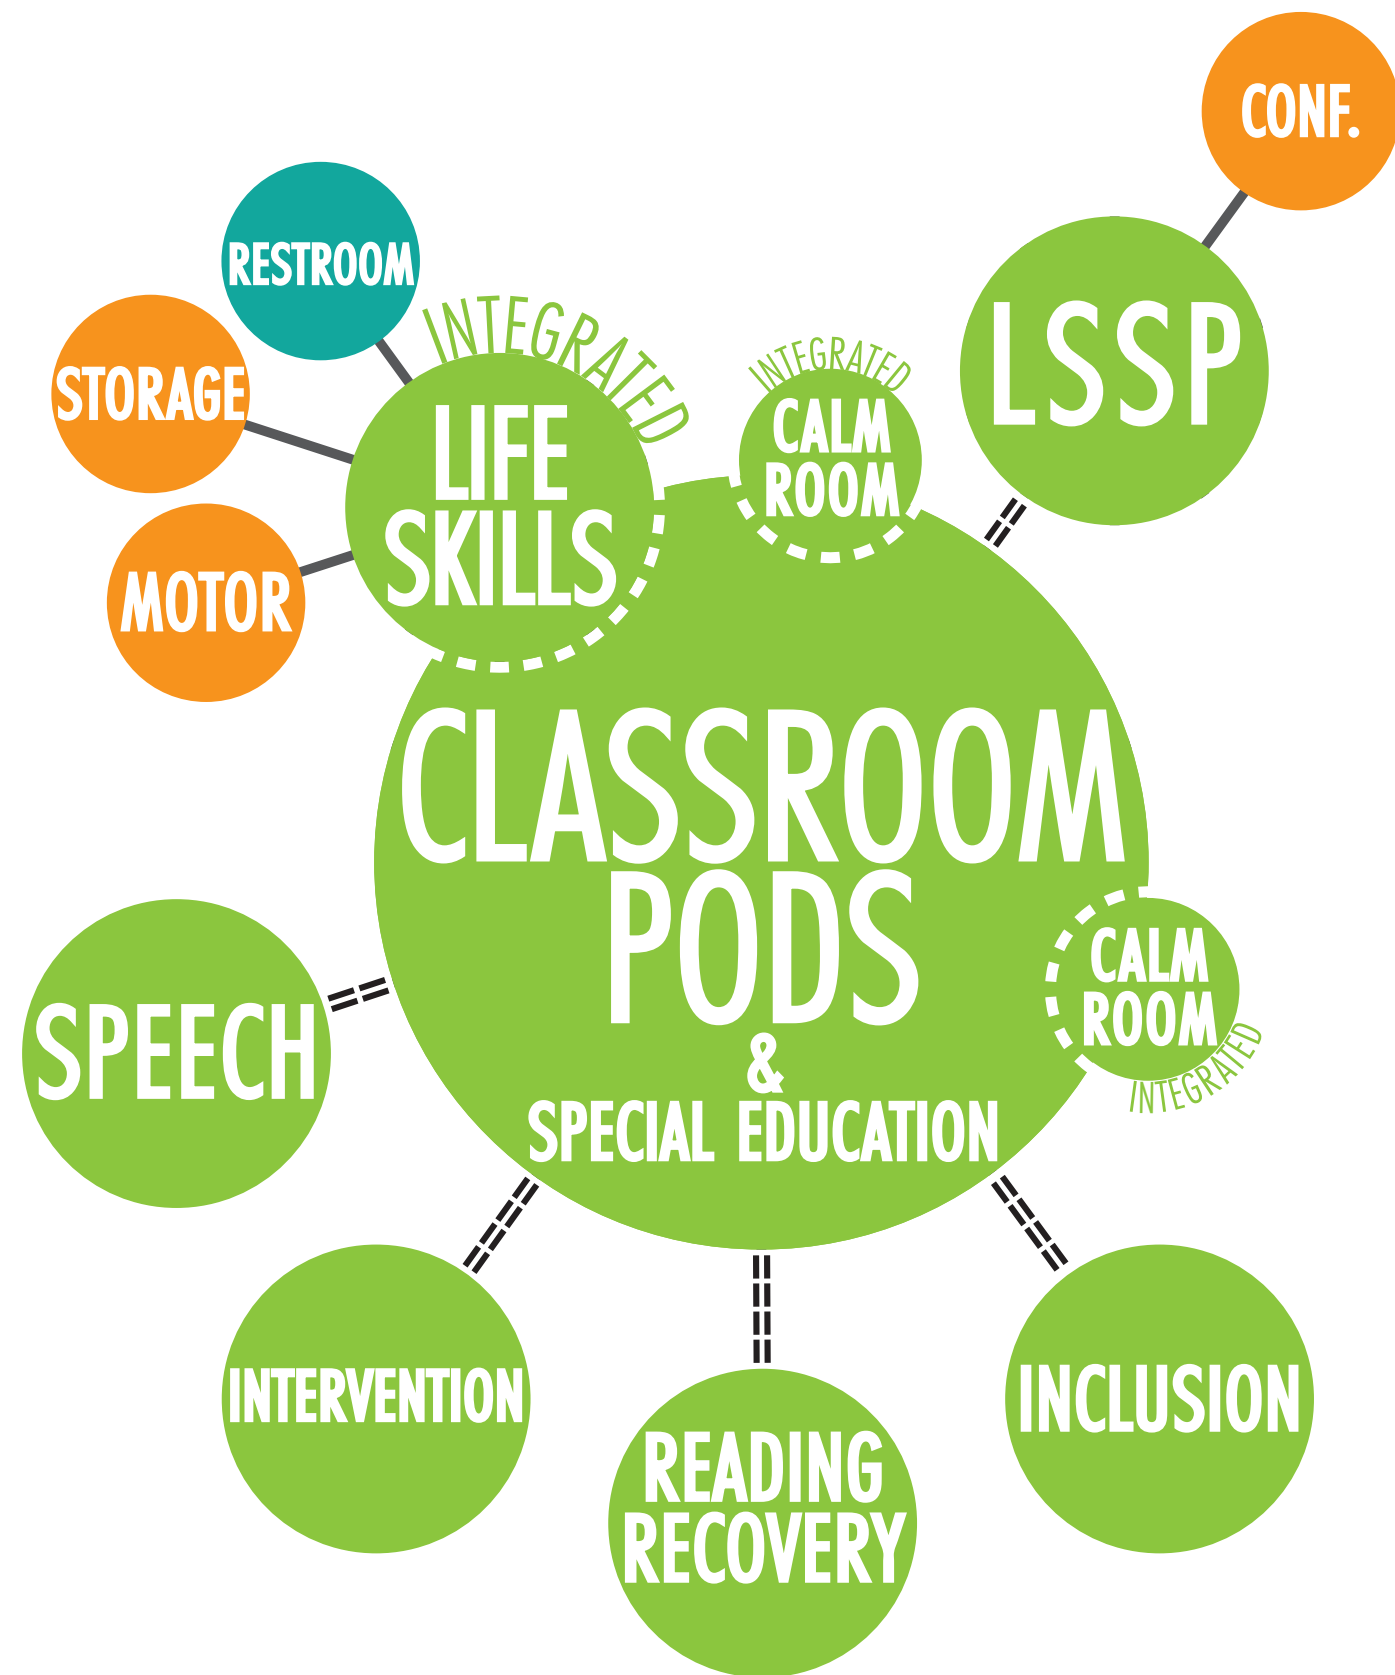 CONF.
RESTROOM
STORAGE
MOTOR
INTEGRATED
LIFE
SKILLS
INTEGRATED
CALM
ROOM
LSSP
CLASSROOM
PODS
&
SPECIAL EDUCATION
CALM
ROOM
INTEGRATED
SPEECH
INTERVENTION
READING
RECOVERY
INCLUSION